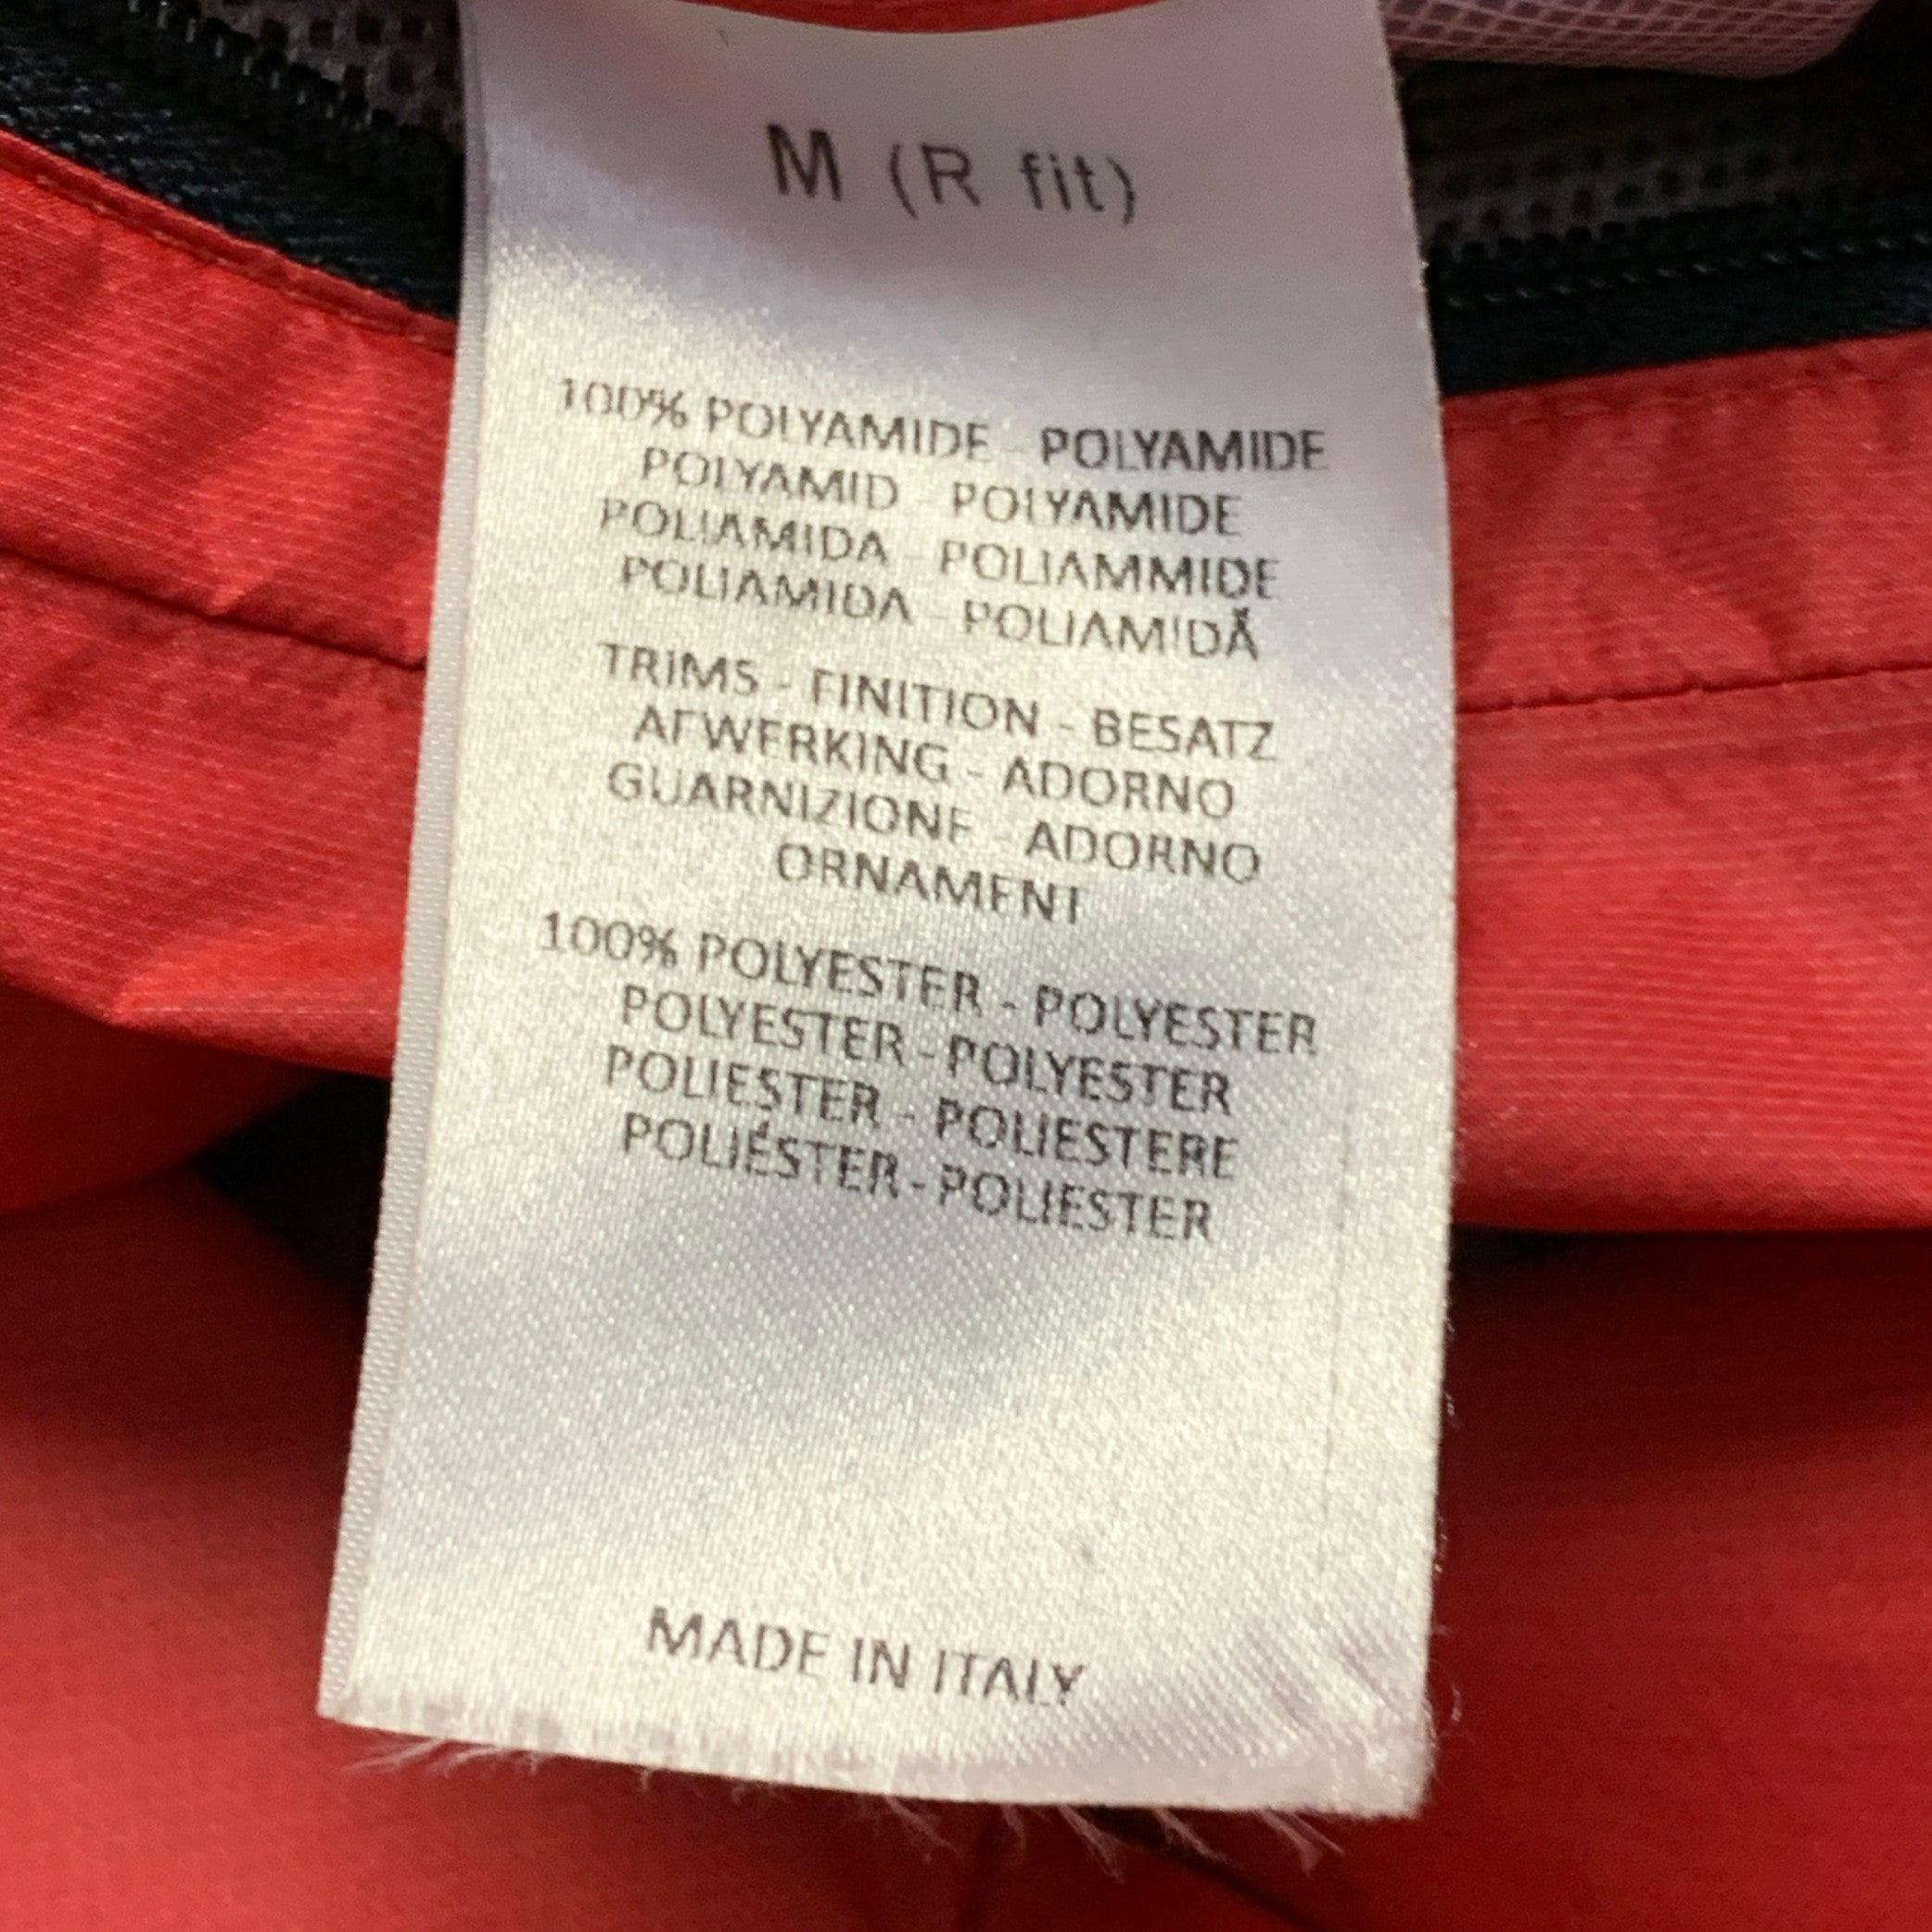 M (R fit)
100% POLYAMIDE - POLYAMIDE
POLYAMID - POLYAMIDE
POLIAMIDA - POLIAMMIDE
POLIAMIDA - POLIAMIDĂ
TRIMS - FINITION - BESATZ
AFWERKING - ADORNO
GUARNIZIONE - ADORNO
ORNAMENT
100% POLYESTER - POLYESTER
POLYESTER - POLYESTER
POLIESTER - POLIESTERE
POLIÉSTER - POLIESTER
MADE IN ITALY